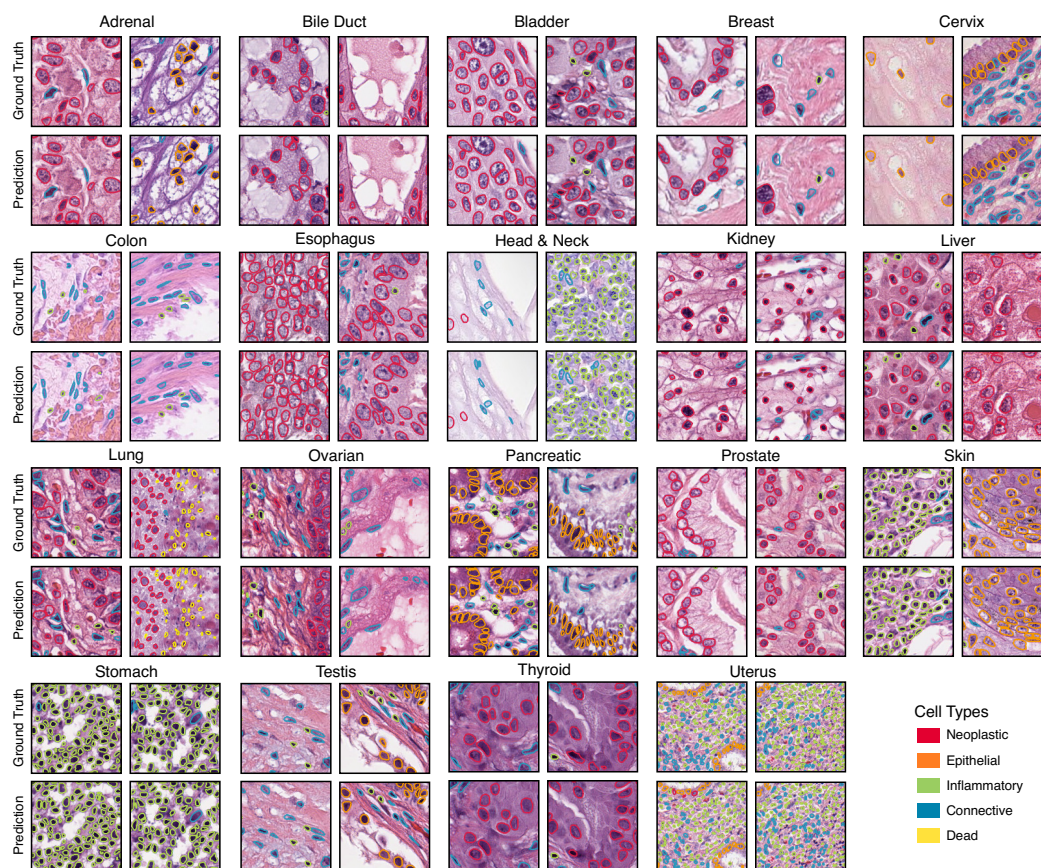 Adrenal
Bile Duct
Bladder
Breast
Cervix
Ground Truth
Prediction
Colon
Esophagus
Head & Neck
Kidney
Liver
Ground Truth
Prediction
Lung
Ovarian
Pancreatic
Prostate
Skin
Ground Truth
Prediction
Stomach
Testis
Thyroid
Uterus
Ground Truth
Prediction
Cell Types
Neoplastic
Epithelial
Inflammatory
Connective
Dead